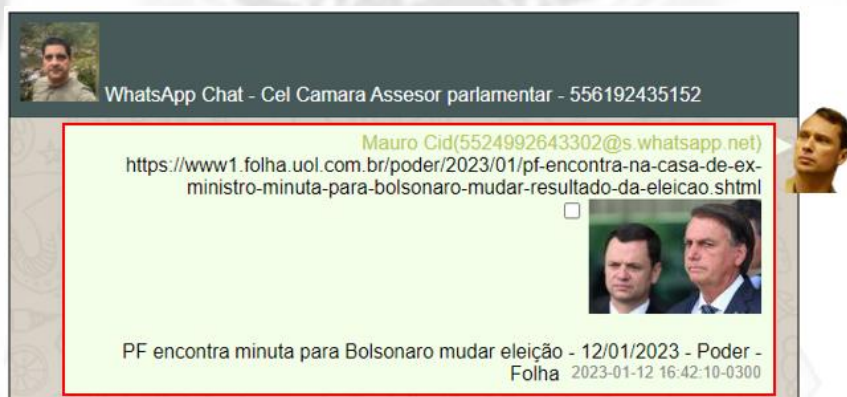 WhatsApp Chat - Cel Camara Assesor parlamentar - 556192435152
Mauro Cid(5524992643302@s.whatsapp.net)
https://www1.folha.uol.com.br/poder/2023/01/pf-encontra-na-casa-de-ex-
ministro-minuta-para-bolsonaro-mudar-resultado-da-eleicao.shtml
PF encontra minuta para Bolsonaro mudar eleição - 12/01/2023 - Poder -
Folha 2023-01-12 16:42:10-0300